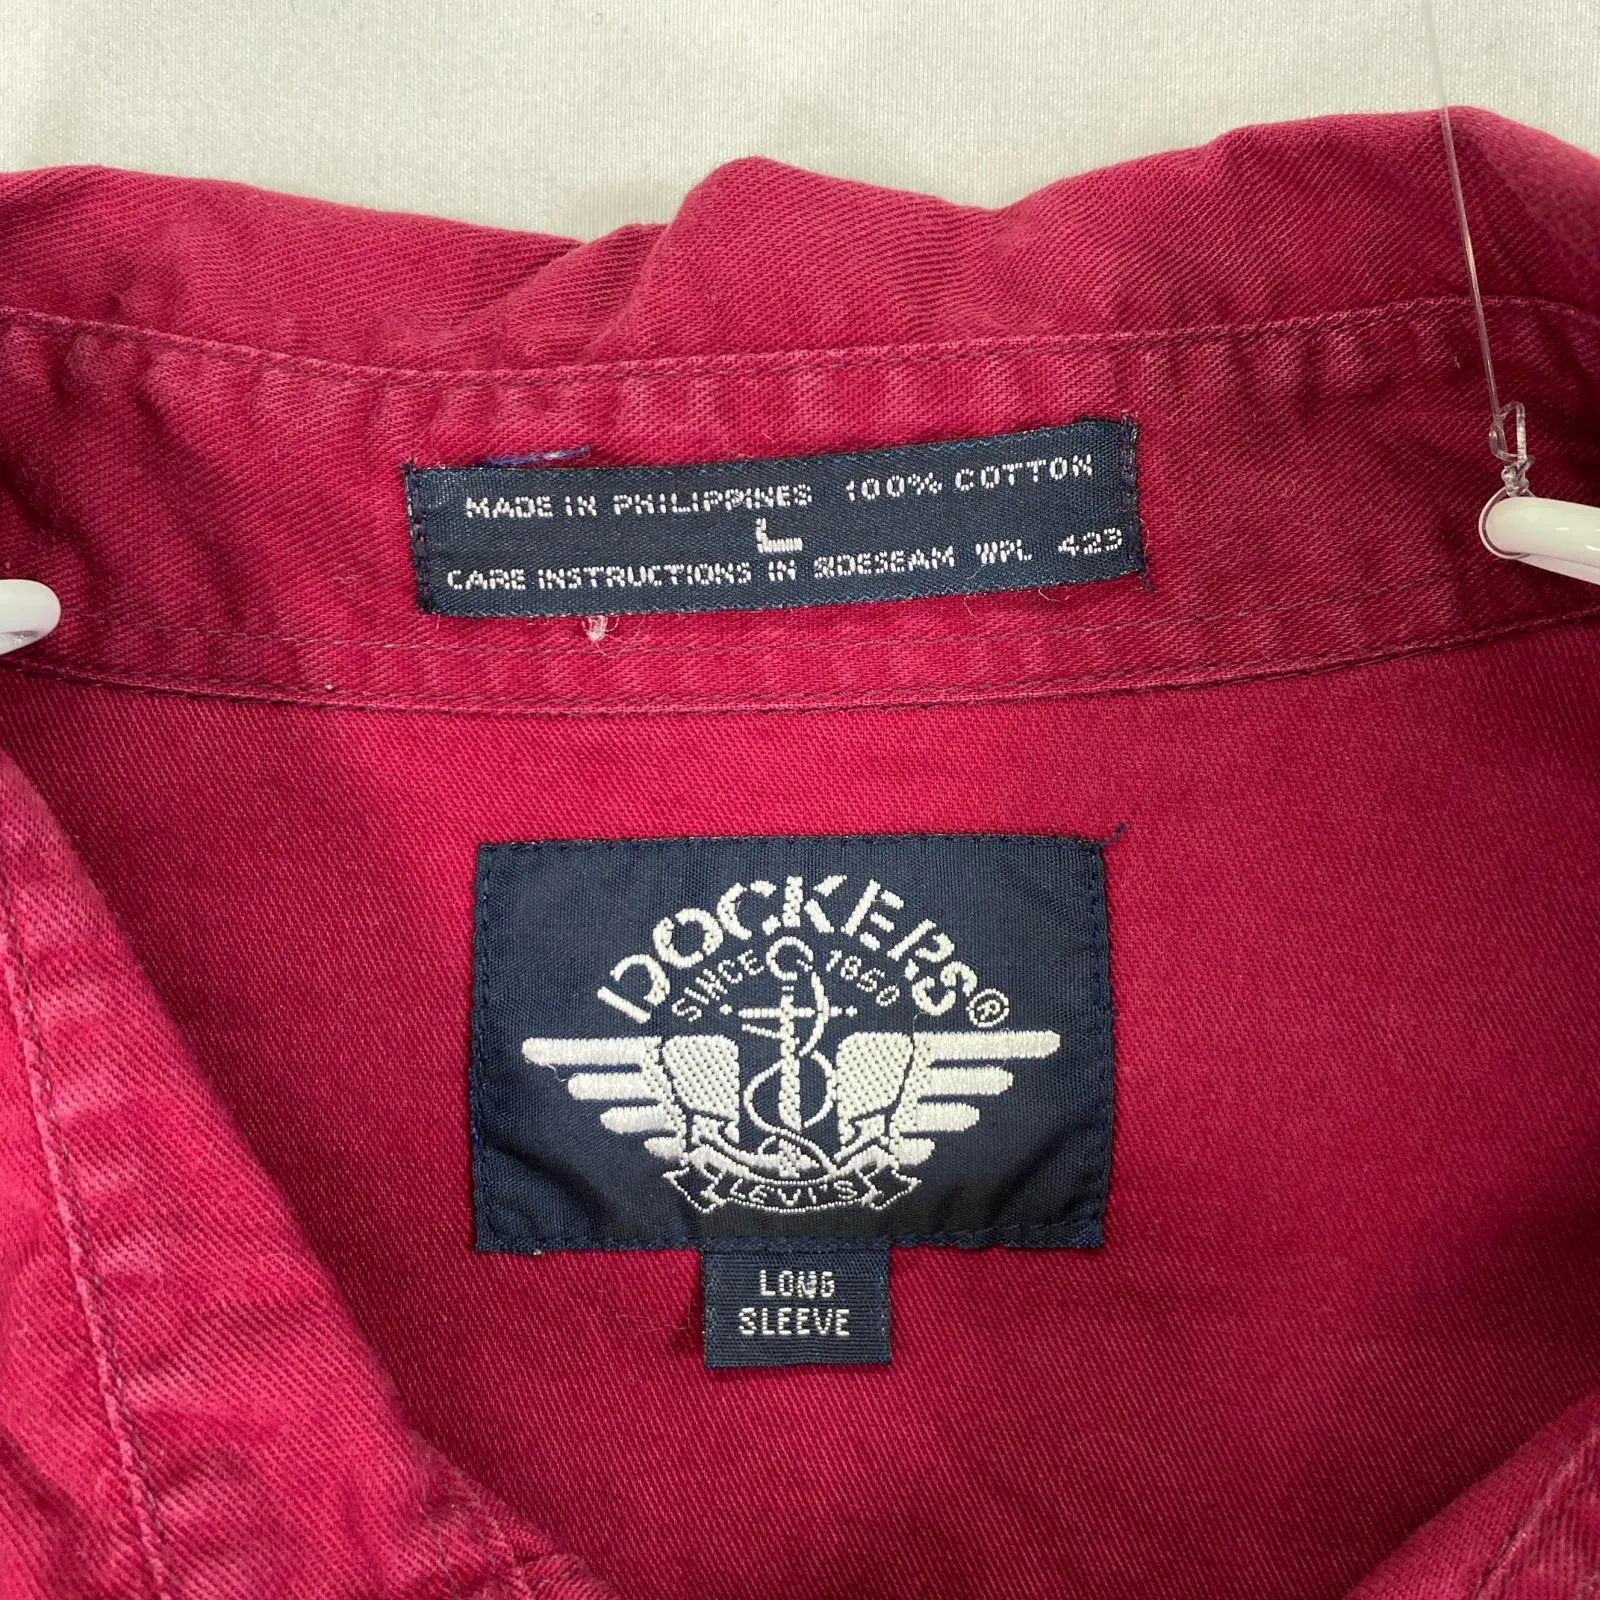 MADE IN PHILIPPINES 100% COTTON
L
CARE INSTRUCTIONS IN SIDESEAM WPL 423
DOCKERS®
SINCE 1850
LEVI'S
LONG
SLEEVE